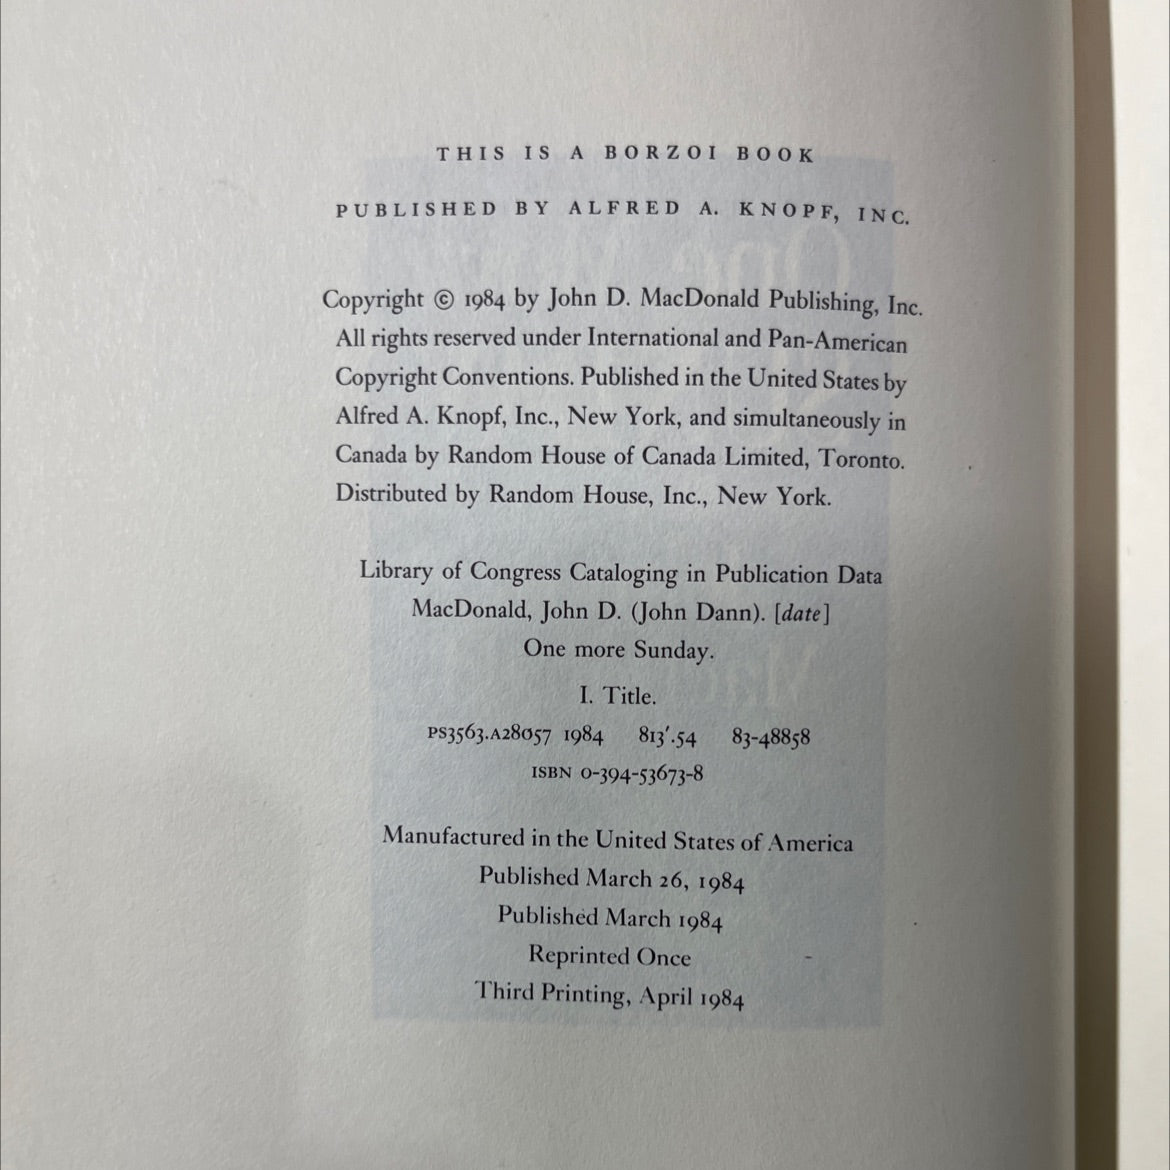 THIS IS A BORZOI BOOK
PUBLISHED BY ALFRED A. KNOPF, INC.
Copyright © 1984 by John D. MacDonald Publishing, Inc.
All rights reserved under International and Pan-American
Copyright Conventions. Published in the United States by
Alfred A. Knopf, Inc., New York, and simultaneously in
Canada by Random House of Canada Limited, Toronto.
Distributed by Random House, Inc., New York.
Library of Congress Cataloging in Publication Data
MacDonald, John D. (John Dann). [date]
One more Sunday.
I. Title.
PS3563.A28057 1984 813'.54 83-48858
ISBN 0-394-53673-8
Manufactured in the United States of America
Published March 26, 1984
Published March 1984
Reprinted Once
Third Printing, April 1984